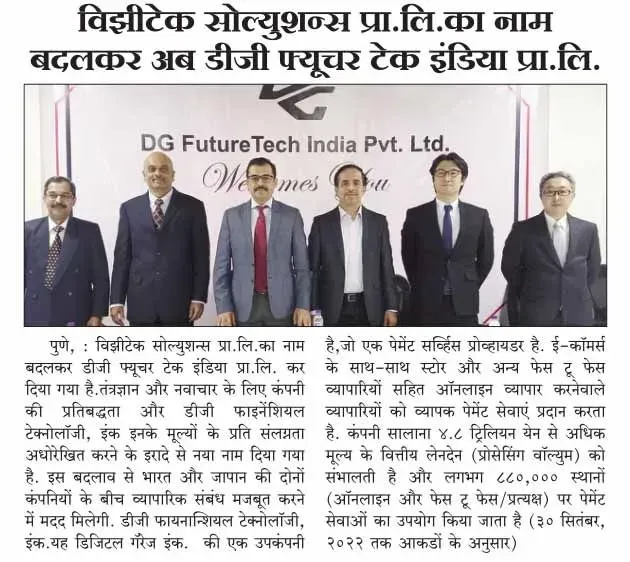 विझीटेक सोल्युशन्स प्रा.लि.का नाम
बदलकर अब डीजी फ्यूचर टेक इंडिया प्रा.लि.
DG FutureTech India Pvt. Ltd.
Welcomes You
पुणे, : विझीटेक सोल्युशन्स प्रा.लि.का नाम
बदलकर डीजी फ्यूचर टेक इंडिया प्रा.लि. कर
दिया गया है.तंत्रज्ञान और नवाचार के लिए कंपनी
की प्रतिबद्धता और डीजी फाइनेंशियल
टेक्नोलॉजी, इंक इनके मूल्यों के प्रति संलग्नता
अधोरेखित करने के इरादे से नया नाम दिया गया
है. इस बदलाव से भारत और जापान की दोनों
कंपनियों के बीच व्यापारिक संबंध मजबूत करने
में मदद मिलेगी. डीजी फायनान्शियल टेक्नोलॉजी,
इंक.यह डिजिटल गॅरेज इंक. की एक उपकंपनी
है,जो एक पेमेंट सर्व्हिस प्रोव्हायडर है. ई-कॉमर्स
के साथ-साथ स्टोर और अन्य फेस टू फेस
व्यापारियों सहित ऑनलाइन व्यापार करनेवाले
व्यापारियों को व्यापक पेमेंट सेवाएं प्रदान करता
है. कंपनी सालाना ४.८ ट्रिलियन येन से अधिक
मूल्य के वित्तीय लेनदेन (प्रोसेसिंग वॉल्युम) को
संभालती है और लगभग ८८०,००० स्थानों
(ऑनलाइन और फेस टू फेस/प्रत्यक्ष) पर पेमेंट
सेवाओं का उपयोग किया जाता है (३० सितंबर,
२०२२ तक आकडों के अनुसार)